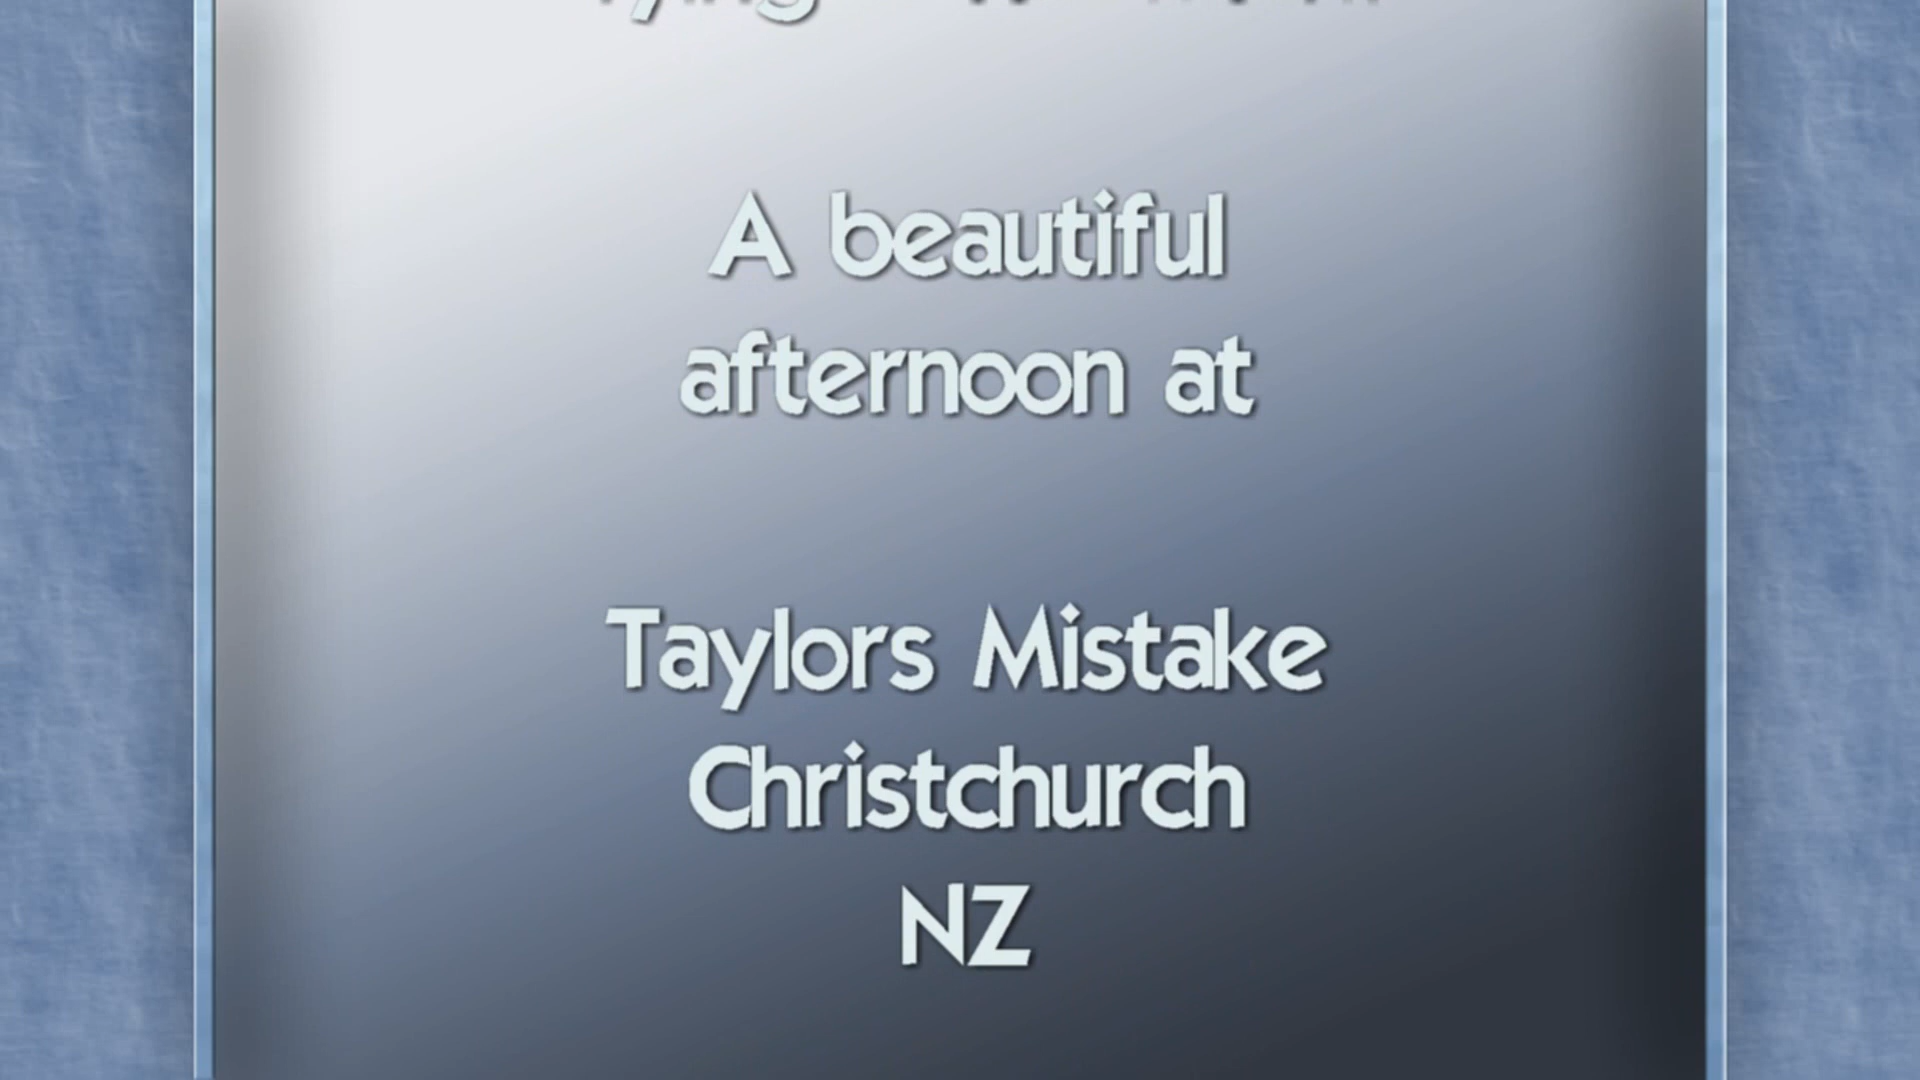 A beautiful
afternoon at
Taylors Mistake
Christchurch
NZ